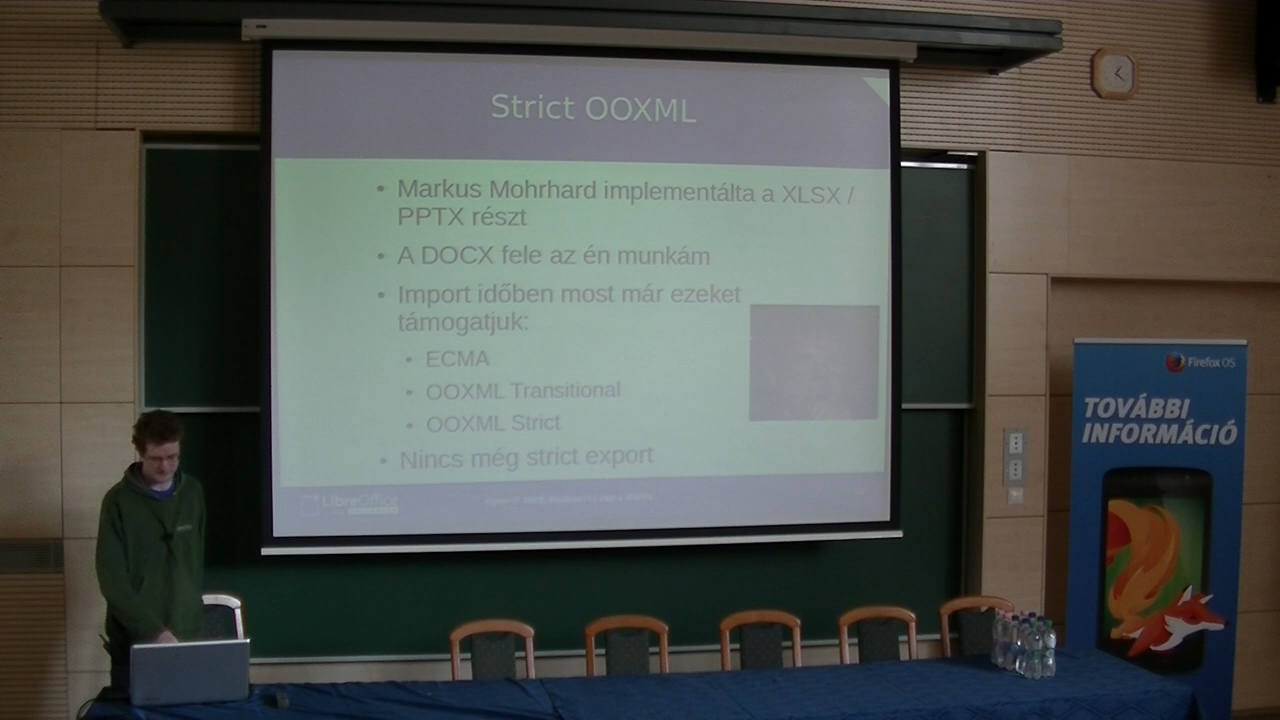 Strict OOXML
• Markus Mohrhard implementálta a XLSX /
PPTX részt
• A DOCX fele az én munkám
• Import időben most már ezeket
támogatjuk:
• ECMA
• OOXML Transitional
• OOXML Strict
• Nincs még strict export
LibreOffice
Firefox OS
TOVÁBBI
INFORMÁCIÓ